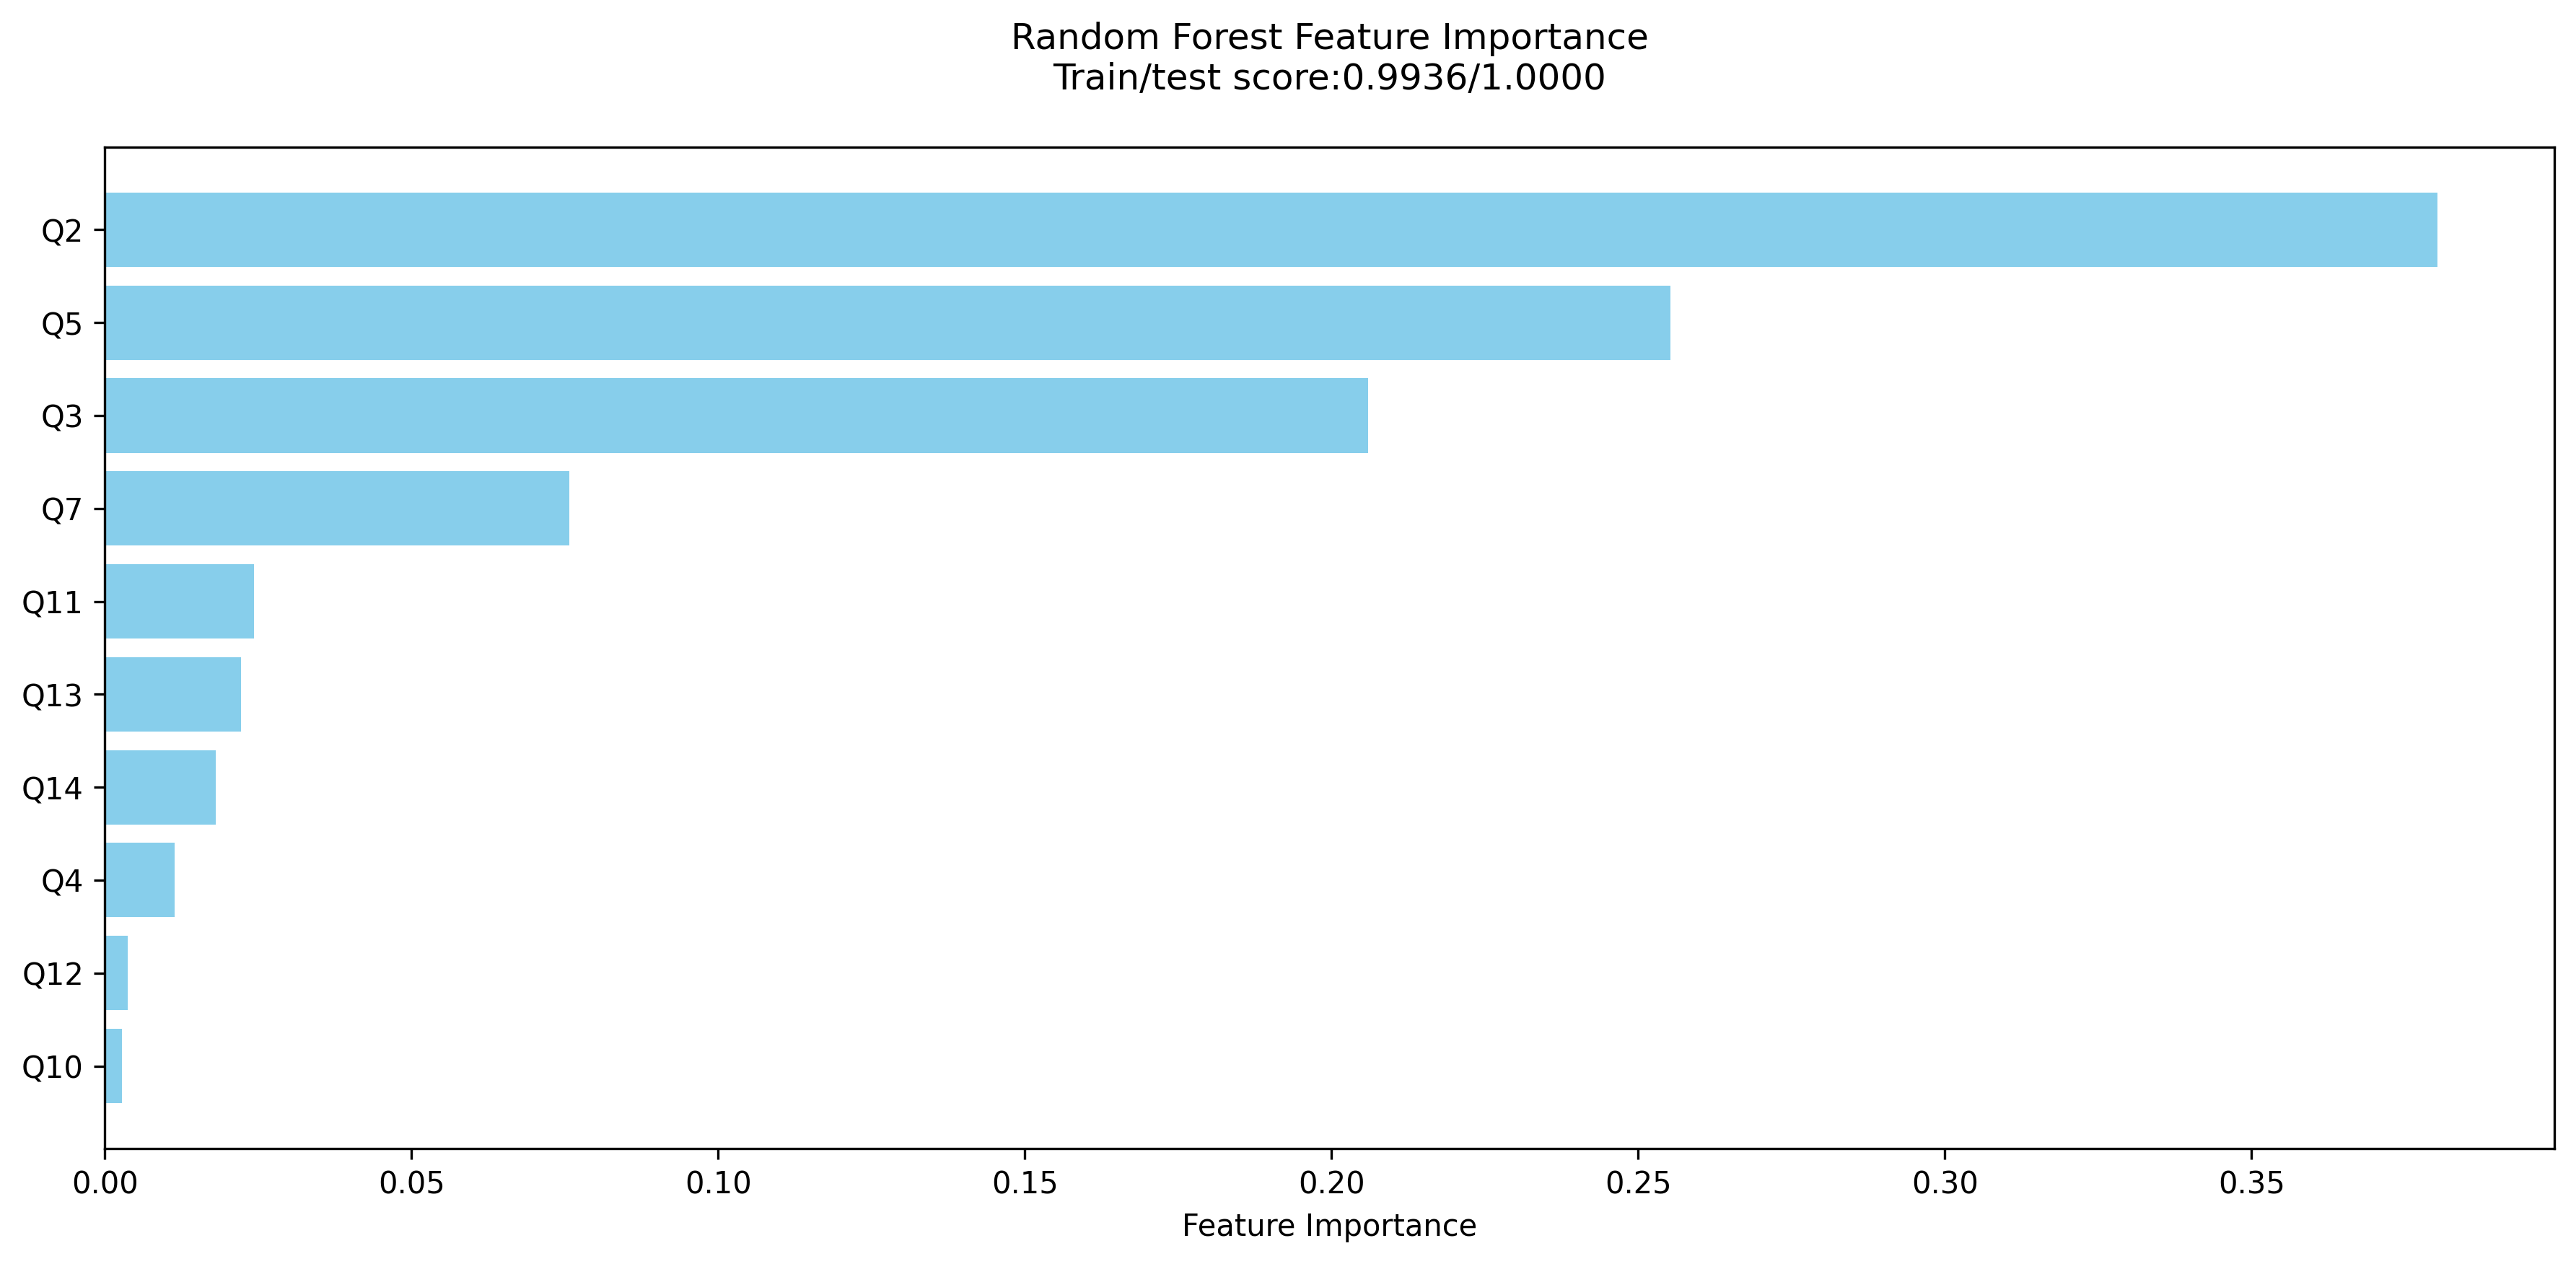 Random Forest Feature Importance
Train/test score:0.9936/1.0000
Q2
Q5
Q3
Q7
Q11
Q13
Q14
Q4
Q12
Q10
0.00 0.05 0.10 0.15 0.20 0.25 0.30 0.35
Feature Importance